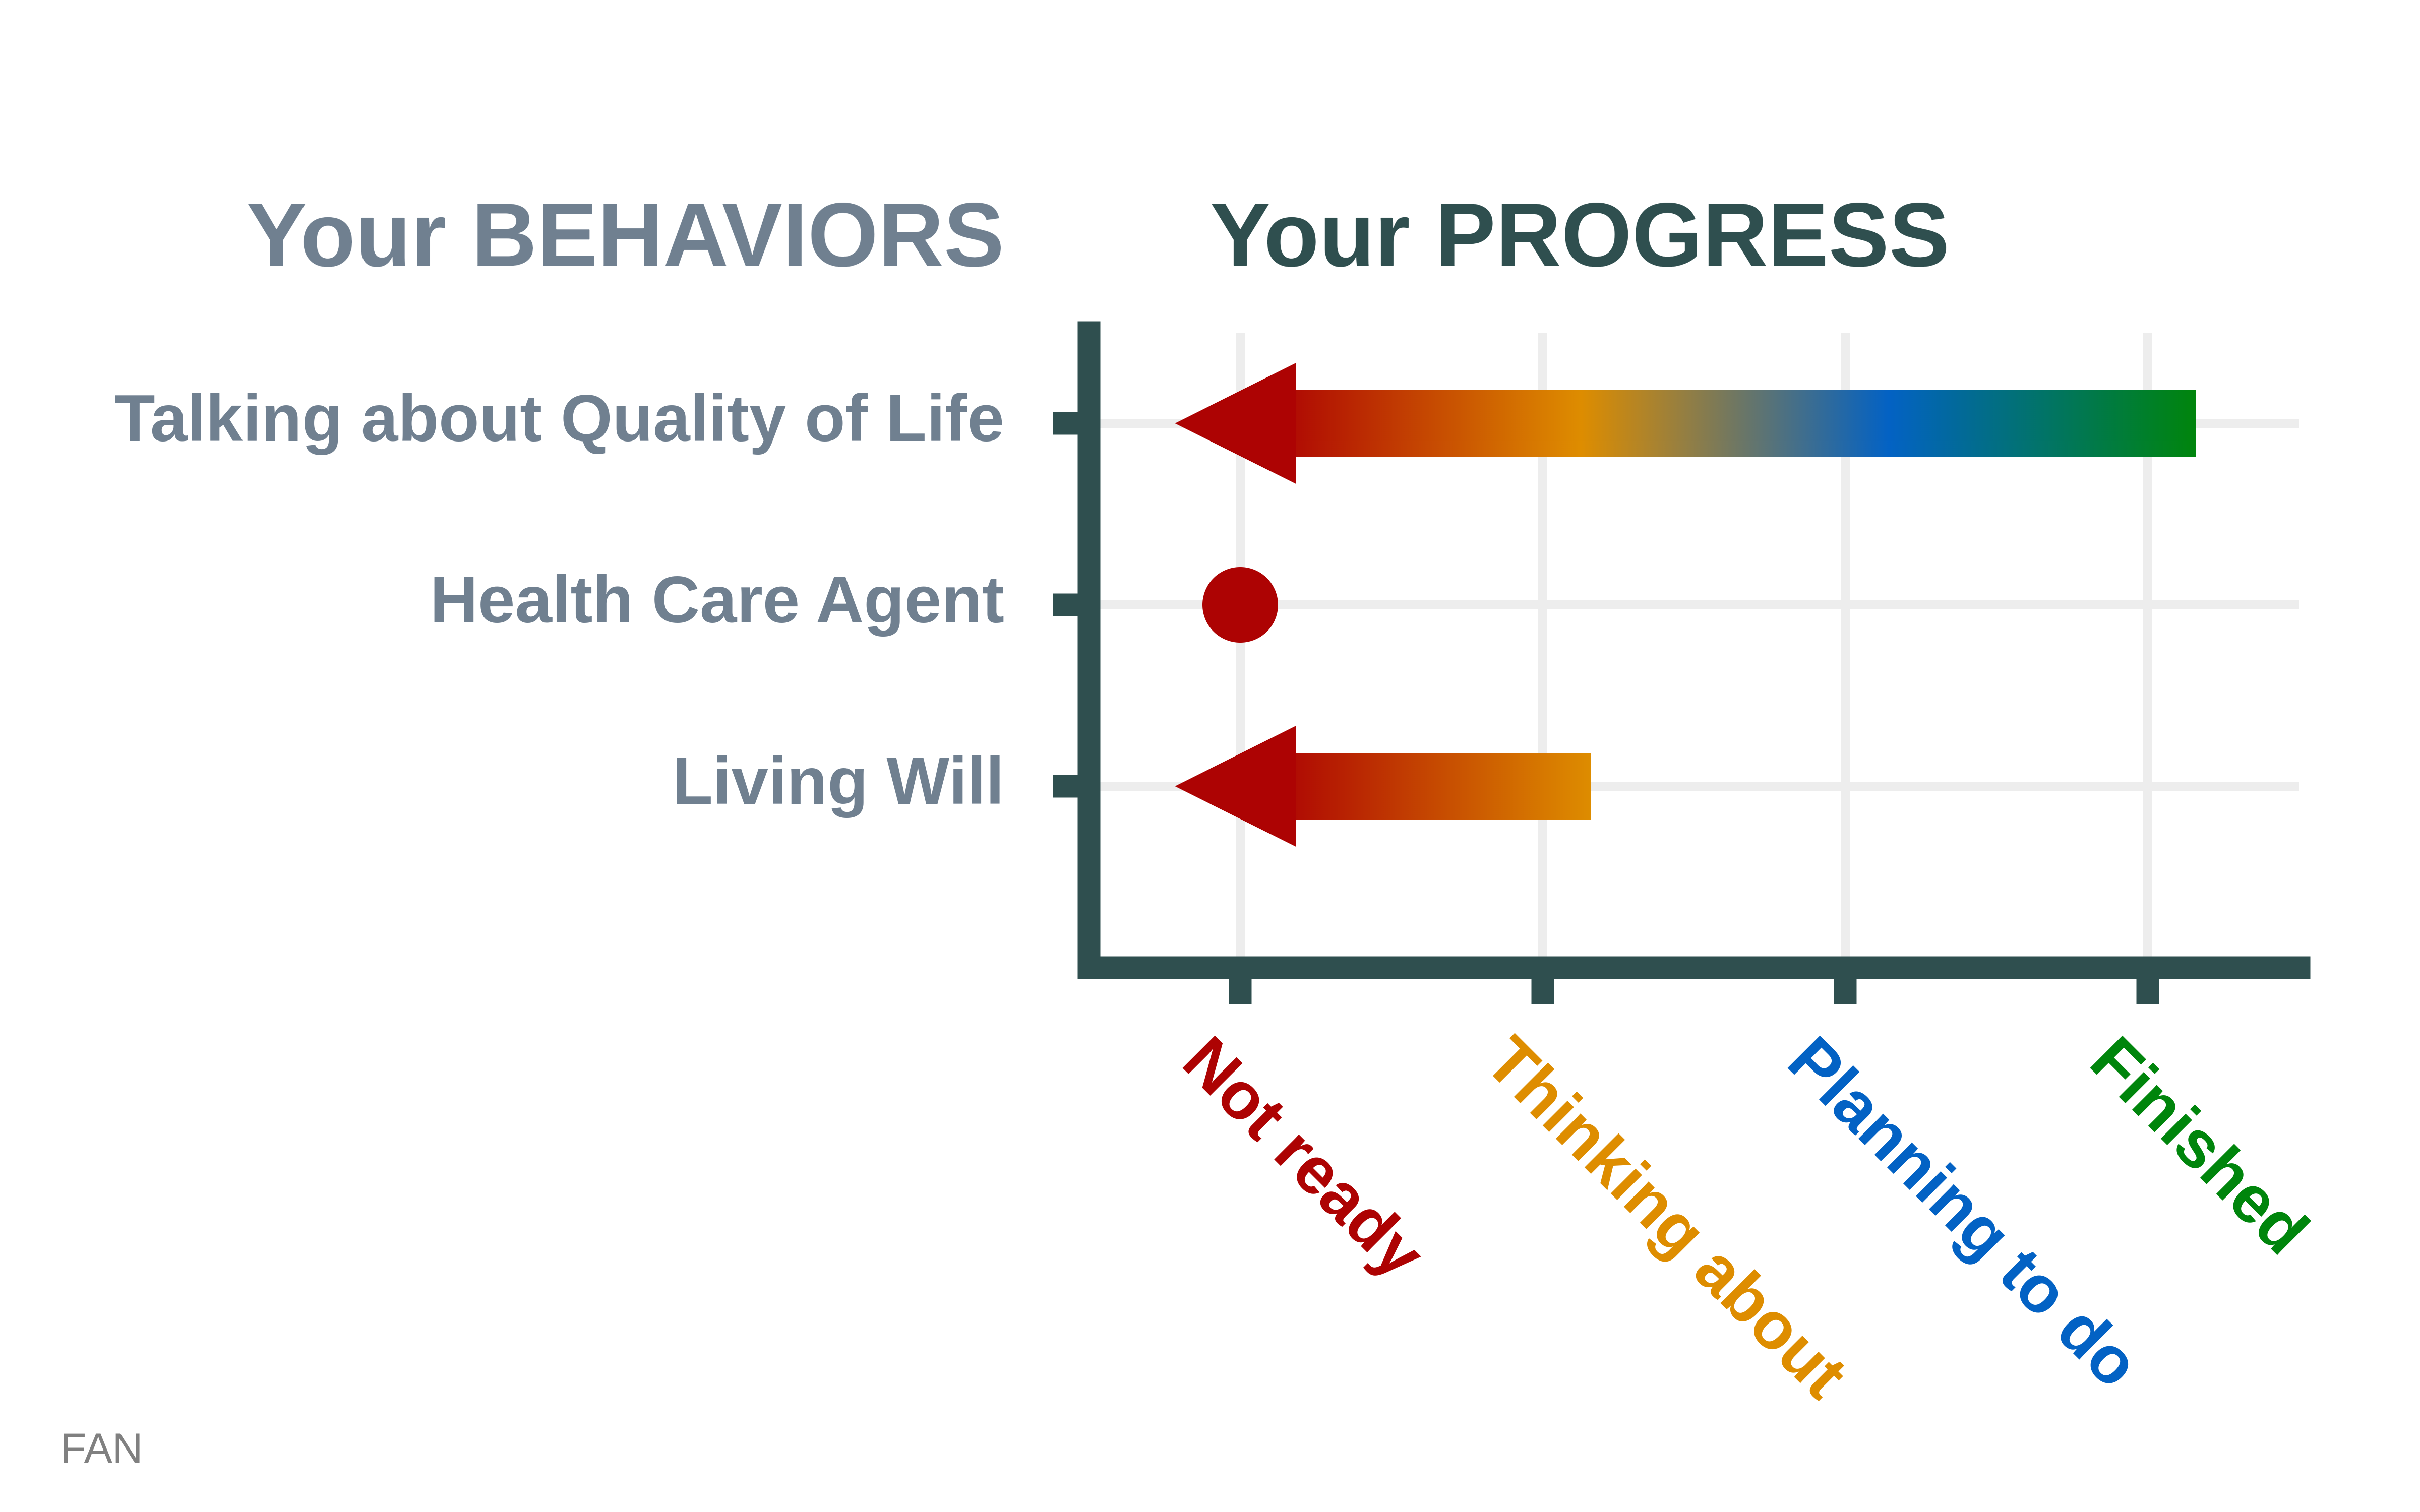 Your BEHAVIORS
Your PROGRESS
Talking about Quality of Life
Health Care Agent
Living Will
Not ready
Thinking about
Planning to do
Finished
FAN